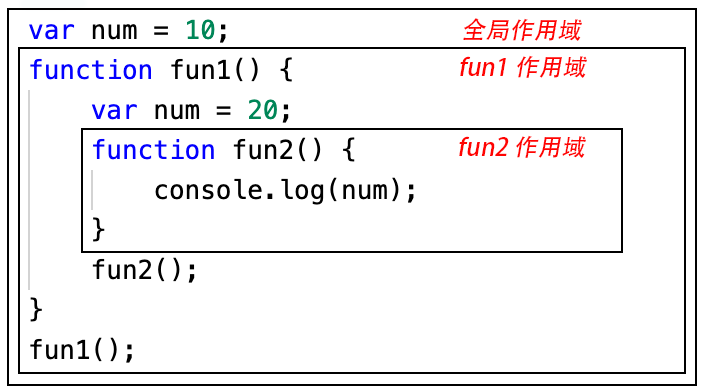 var num = 10; 全局作用域
function fun1() { fun1 作用域
var num = 20;
function fun2() { fun2 作用域
console.log(num);
}
fun2();
}
fun1();